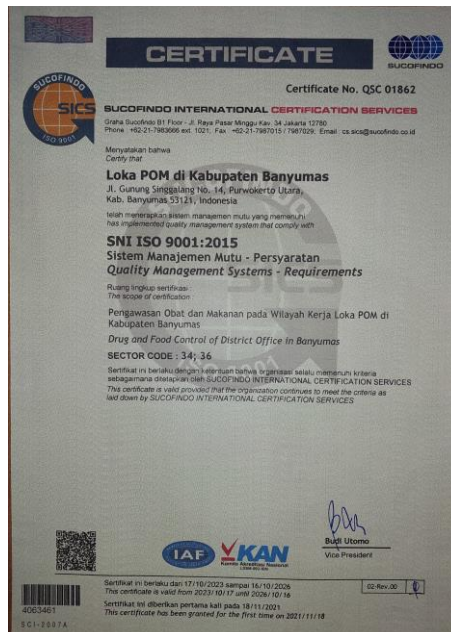 CERTIFICATE
SUCOFINDO
Certificate No. QSC 01862
SUCOFINDO
SICS
ISO 9001
SUCOFINDO INTERNATIONAL CERTIFICATION SERVICES
Graha Sucofindo B1 Floor - Jl. Raya Pasar Minggu Kav. 34 Jakarta 12780
Phone : +62-21-7983666 ext. 1021, Fax : +62-21-7987015 / 7987029, Email : cs.sics@sucofindo.co.id
Menyatakan bahwa
Certify that
Loka POM di Kabupaten Banyumas
Jl. Gunung Singgalang No. 14, Purwokerto Utara,
Kab. Banyumas 53121, Indonesia
telah menerapkan sistem manajemen mutu yang memenuhi
has implemented quality management system that comply with
SNI ISO 9001:2015
Sistem Manajemen Mutu - Persyaratan
Quality Management Systems - Requirements
Ruang lingkup sertifikasi :
The scope of certification :
Pengawasan Obat dan Makanan pada Wilayah Kerja Loka POM di
Kabupaten Banyumas
Drug and Food Control of District Office in Banyumas
SECTOR CODE : 34; 36
Sertifikat ini berlaku dengan ketentuan bahwa organisasi selalu memenuhi kriteria
sebagaimana ditetapkan oleh SUCOFINDO INTERNATIONAL CERTIFICATION SERVICES
This certificate is valid provided that the organization continues to meet the criteria as
laid down by SUCOFINDO INTERNATIONAL CERTIFICATION SERVICES
Budi Utomo
Vice President
IAF
KAN
Komite Akreditasi Nasional
Sertifikat ini berlaku dari 17/10/2023 sampai 16/10/2026
This certificate is valid from 2023/10/17 until 2026/10/16
02-Rev.00
Sertifikat ini diberikan pertama kali pada 18/11/2021
This certificate has been granted for the first time on 2021/11/18
4063461
SCI-2007A